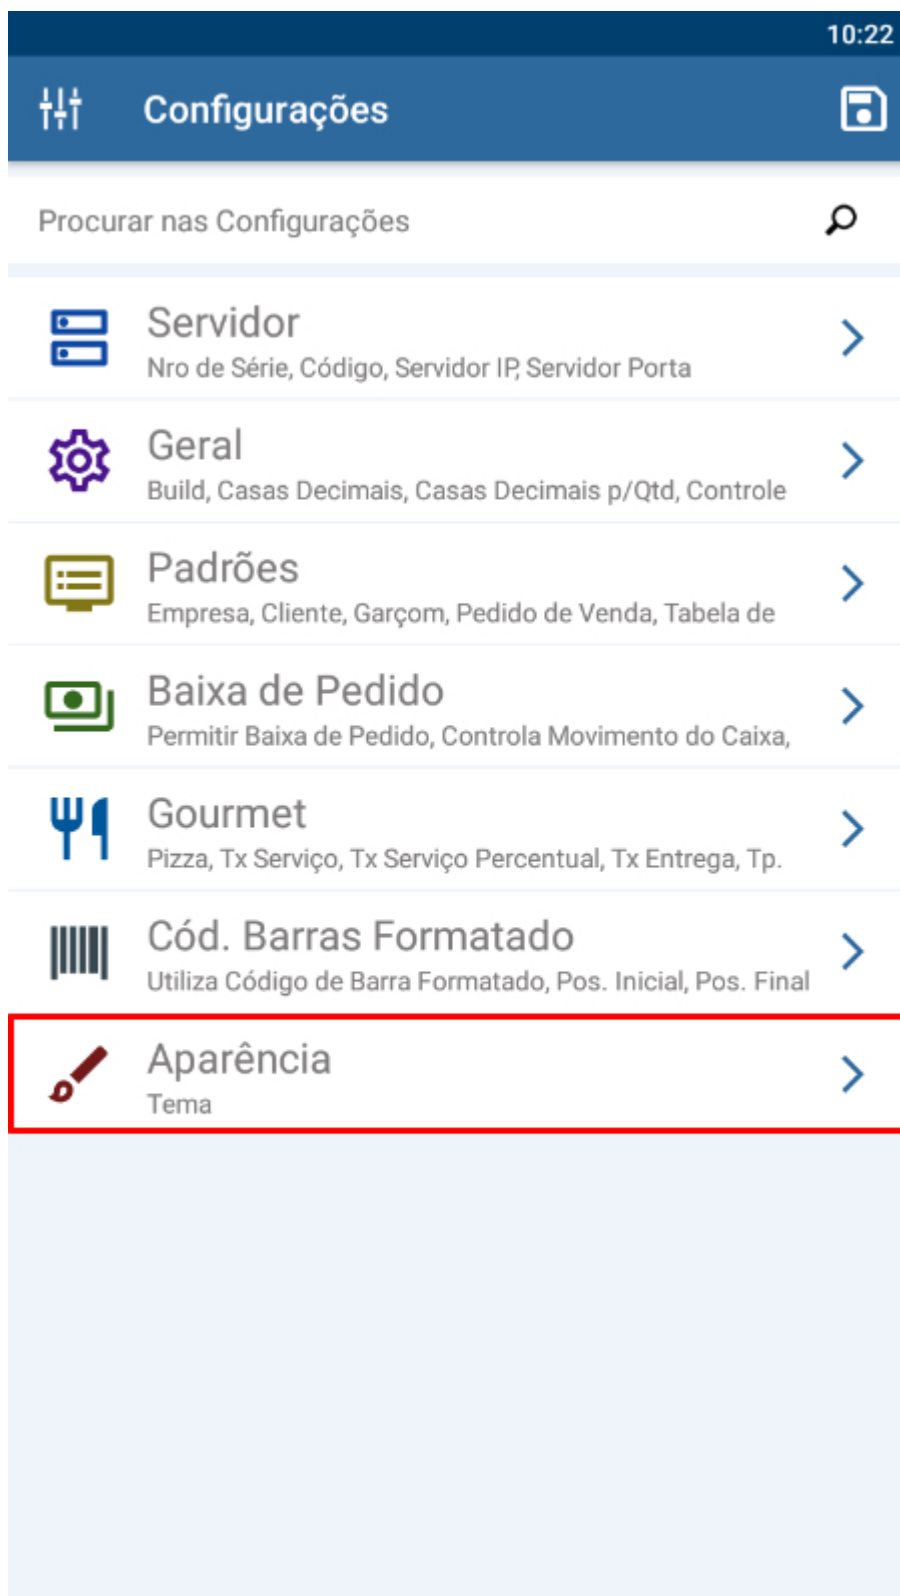 10:22
Configurações
Procurar nas Configurações
Servidor
Nro de Série, Código, Servidor IP, Servidor Porta
Geral
Build, Casas Decimais, Casas Decimais p/Qtd, Controle
Padrões
Empresa, Cliente, Garçom, Pedido de Venda, Tabela de
Baixa de Pedido
Permitir Baixa de Pedido, Controla Movimento do Caixa,
Gourmet
Pizza, Tx Serviço, Tx Serviço Percentual, Tx Entrega, Tp.
Cód. Barras Formatado
Utiliza Código de Barra Formatado, Pos. Inicial, Pos. Final
Aparência
Tema